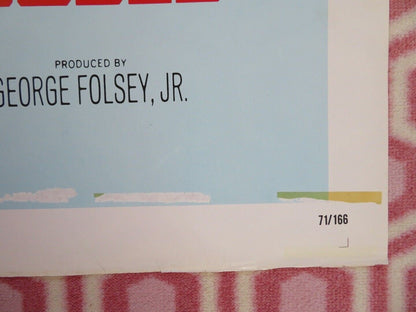 PRODUCED BY
GEORGE FOLSEY, JR.
71/166